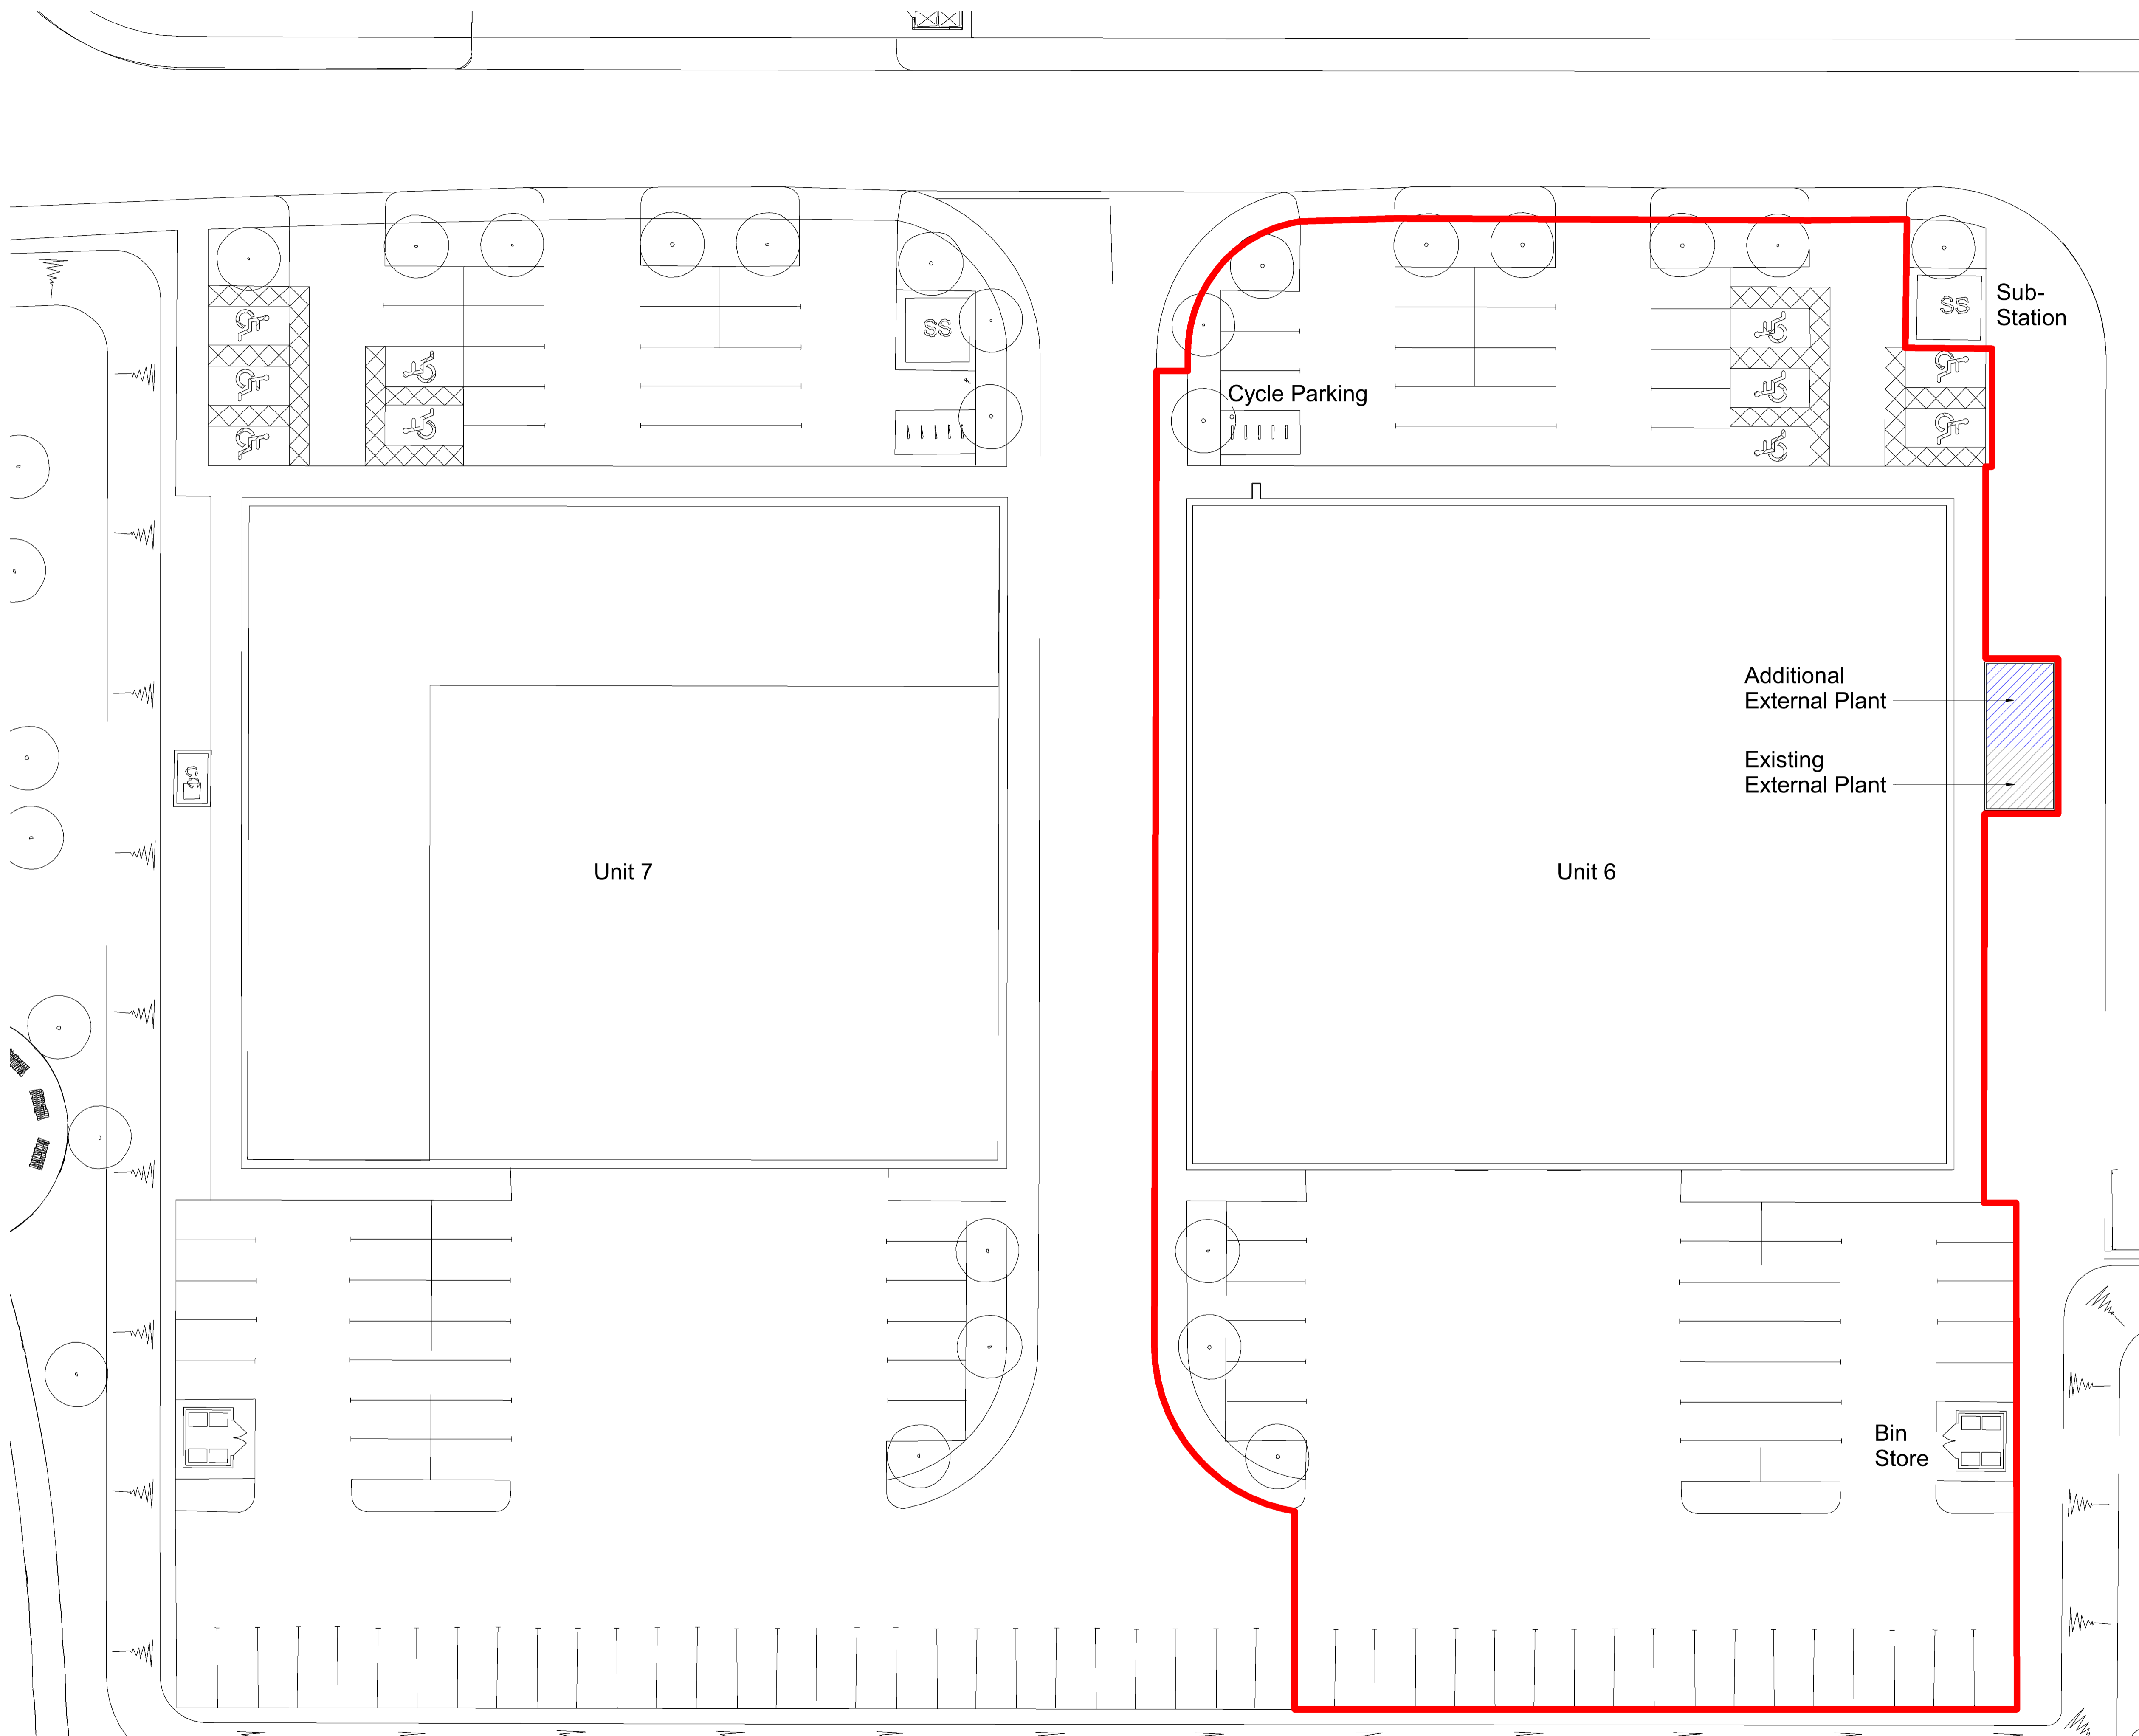 Sub-
Station
SS
SS
Cycle Parking
Additional
External Plant
Existing
External Plant
Unit 7
Unit 6
Bin
Store